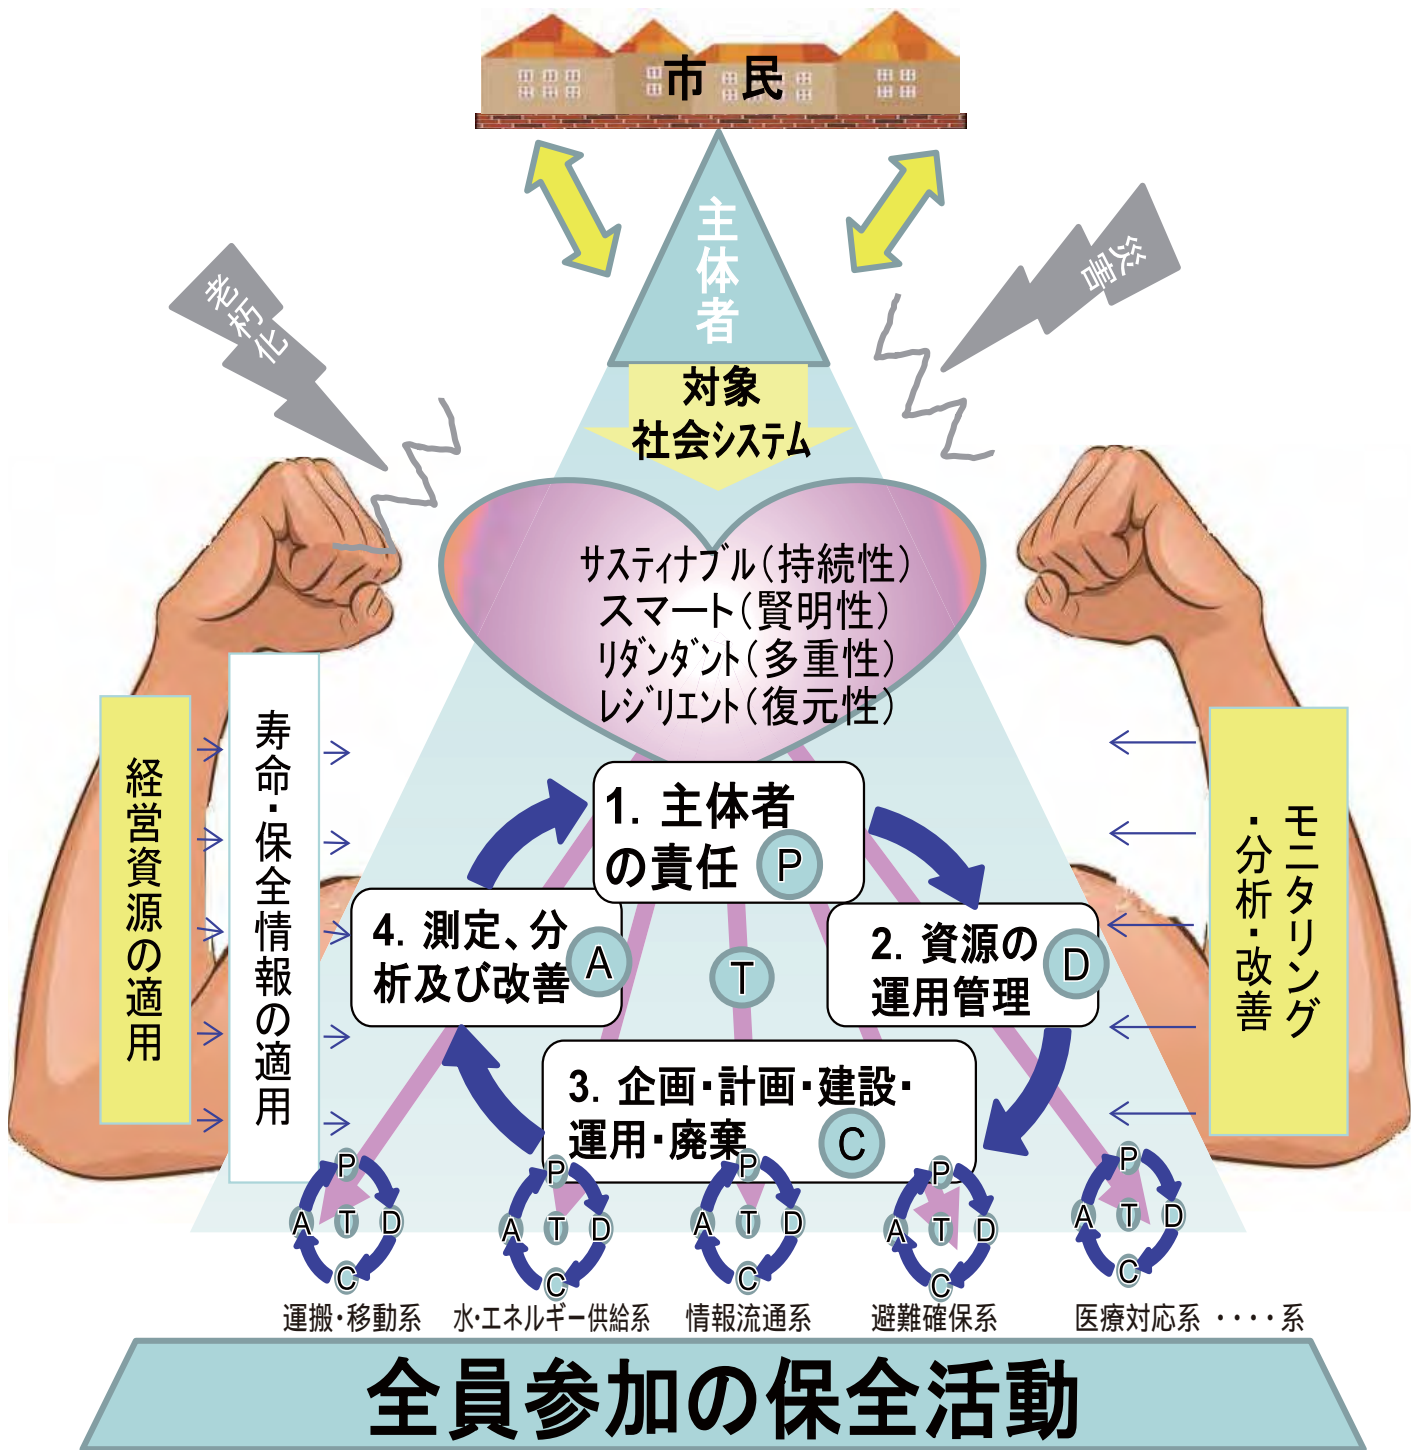 市 民
主体者
老朽化
災害
対象
社会システム
サスティナブル（持続性）
スマート（賢明性）
リダンダント（多重性）
レジリエント（復元性）
経営資源の適用
寿命・保全情報の適用
モニタリング
・分析・改善
1. 主体者
の責任 P
4. 測定、分
析及び改善 A
T
2. 資源の
運用管理 D
3. 企画・計画・建設・
運用・廃棄 C
P
A T D
C
P
A T D
C
P
A T D
C
P
A T D
C
P
A T D
C
運搬・移動系
水・エネルギー供給系
情報流通系
避難確保系
医療対応系 ・・・・系
全員参加の保全活動